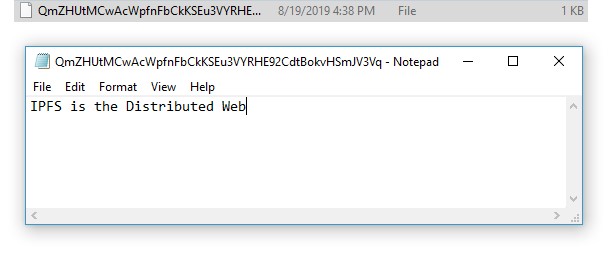 QmZHUtMCwAcWpfnFbCkKSEu3VYRHE... 8/19/2019 4:38 PM File 1 KB
QmZHUtMCwAcWpfnFbCkKSEu3VYRHE92CdtBokvHSmJV3Vq - Notepad
File Edit Format View Help
IPFS is the Distributed Web